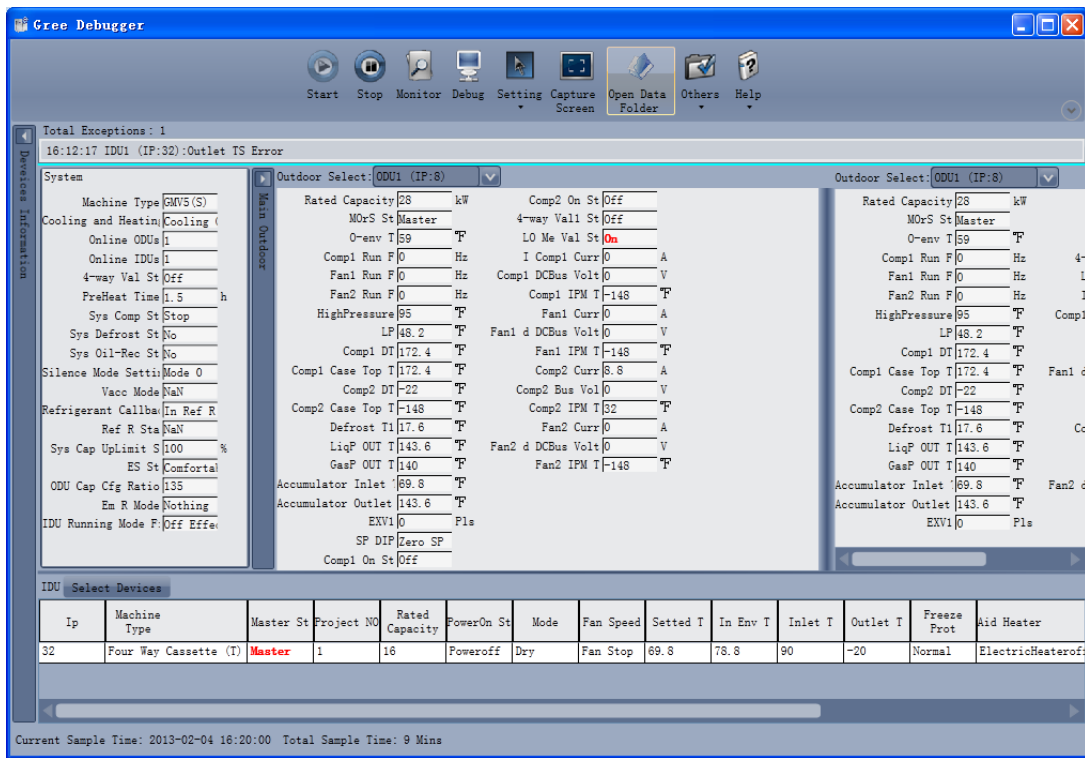 Gree Debugger
Start Stop Monitor Debug Setting Capture Screen Open Data Folder Others Help
Total Exceptions: 1
16:12:17 IDU1 (IP:32):Outlet TS Error
Deveices Information
System
Machine Type GMV5(S)
Cooling and Heatin Cooling (
Online ODUs 1
Online IDUs 1
4-way Val St Off
PreHeat Time 1.5 h
Sys Comp St Stop
Sys Defrost St No
Sys Oil-Rec St No
Silence Mode Setti Mode 0
Vacc Mode NaN
Refrigerant Callba In Ref R
Ref R Sta NaN
Sys Cap UpLimit S 100 %
ES St Comfortal
ODU Cap Cfg Ratio 135
Em R Mode Nothing
IDU Running Mode F: Off Effe
Main Outdoor
Outdoor Select: ODU1 (IP:8)
Rated Capacity 28 kW Comp2 On St Off
MOrS St Master 4-way Val1 St Off
O-env T 59 ℉ LO Me Val St On
Comp1 Run F 0 Hz I Comp1 Curr 0 A
Fan1 Run F 0 Hz Comp1 DCBus Volt 0 V
Fan2 Run F 0 Hz Comp1 IPM T -148 ℉
HighPressure 95 ℉ Fan1 Curr 0 A
LP 48.2 ℉ Fan1 d DCBus Volt 0 V
Comp1 DT 172.4 ℉ Fan1 IPM T -148 ℉
Comp1 Case Top T 172.4 ℉ Comp2 Curr 8.8 A
Comp2 DT -22 ℉ Comp2 Bus Vol 0 V
Comp2 Case Top T -148 ℉ Comp2 IPM T 32 ℉
Defrost T1 17.6 ℉ Fan2 Curr 0 A
LiqP OUT T 143.6 ℉ Fan2 d DCBus Volt 0 V
GasP OUT T 140 ℉ Fan2 IPM T -148 ℉
Accumulator Inlet 69.8 ℉
Accumulator Outlet 143.6 ℉
EXV1 0 Pls
SP DIP Zero SP
Comp1 On St Off
Outdoor Select: ODU1 (IP:8)
Rated Capacity 28 kW
MOrS St Master
O-env T 59 ℉
Comp1 Run F 0 Hz 4-
Fan1 Run F 0 Hz
Fan2 Run F 0 Hz
HighPressure 95 ℉ Comp1
LP 48.2 ℉
Comp1 DT 172.4 ℉
Comp1 Case Top T 172.4 ℉ Fan1 d
Comp2 DT -22 ℉
Comp2 Case Top T -148 ℉
Defrost T1 17.6 ℉ Co
LiqP OUT T 143.6 ℉
GasP OUT T 140 ℉
Accumulator Inlet 69.8 ℉ Fan2 d
Accumulator Outlet 143.6 ℉
EXV1 0 Pls
IDU Select Devices
Ip Machine Type Master St Project NO Rated Capacity PowerOn St Mode Fan Speed Setted T In Env T Inlet T Outlet T Freeze Prot Aid Heater
32 Four Way Cassette (T) Master 1 16 Poweroff Dry Fan Stop 69.8 78.8 90 -20 Normal ElectricHeaterof
Current Sample Time: 2013-02-04 16:20:00 Total Sample Time: 9 Mins